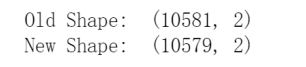 Old Shape:  (10581, 2)
New Shape:  (10579, 2)